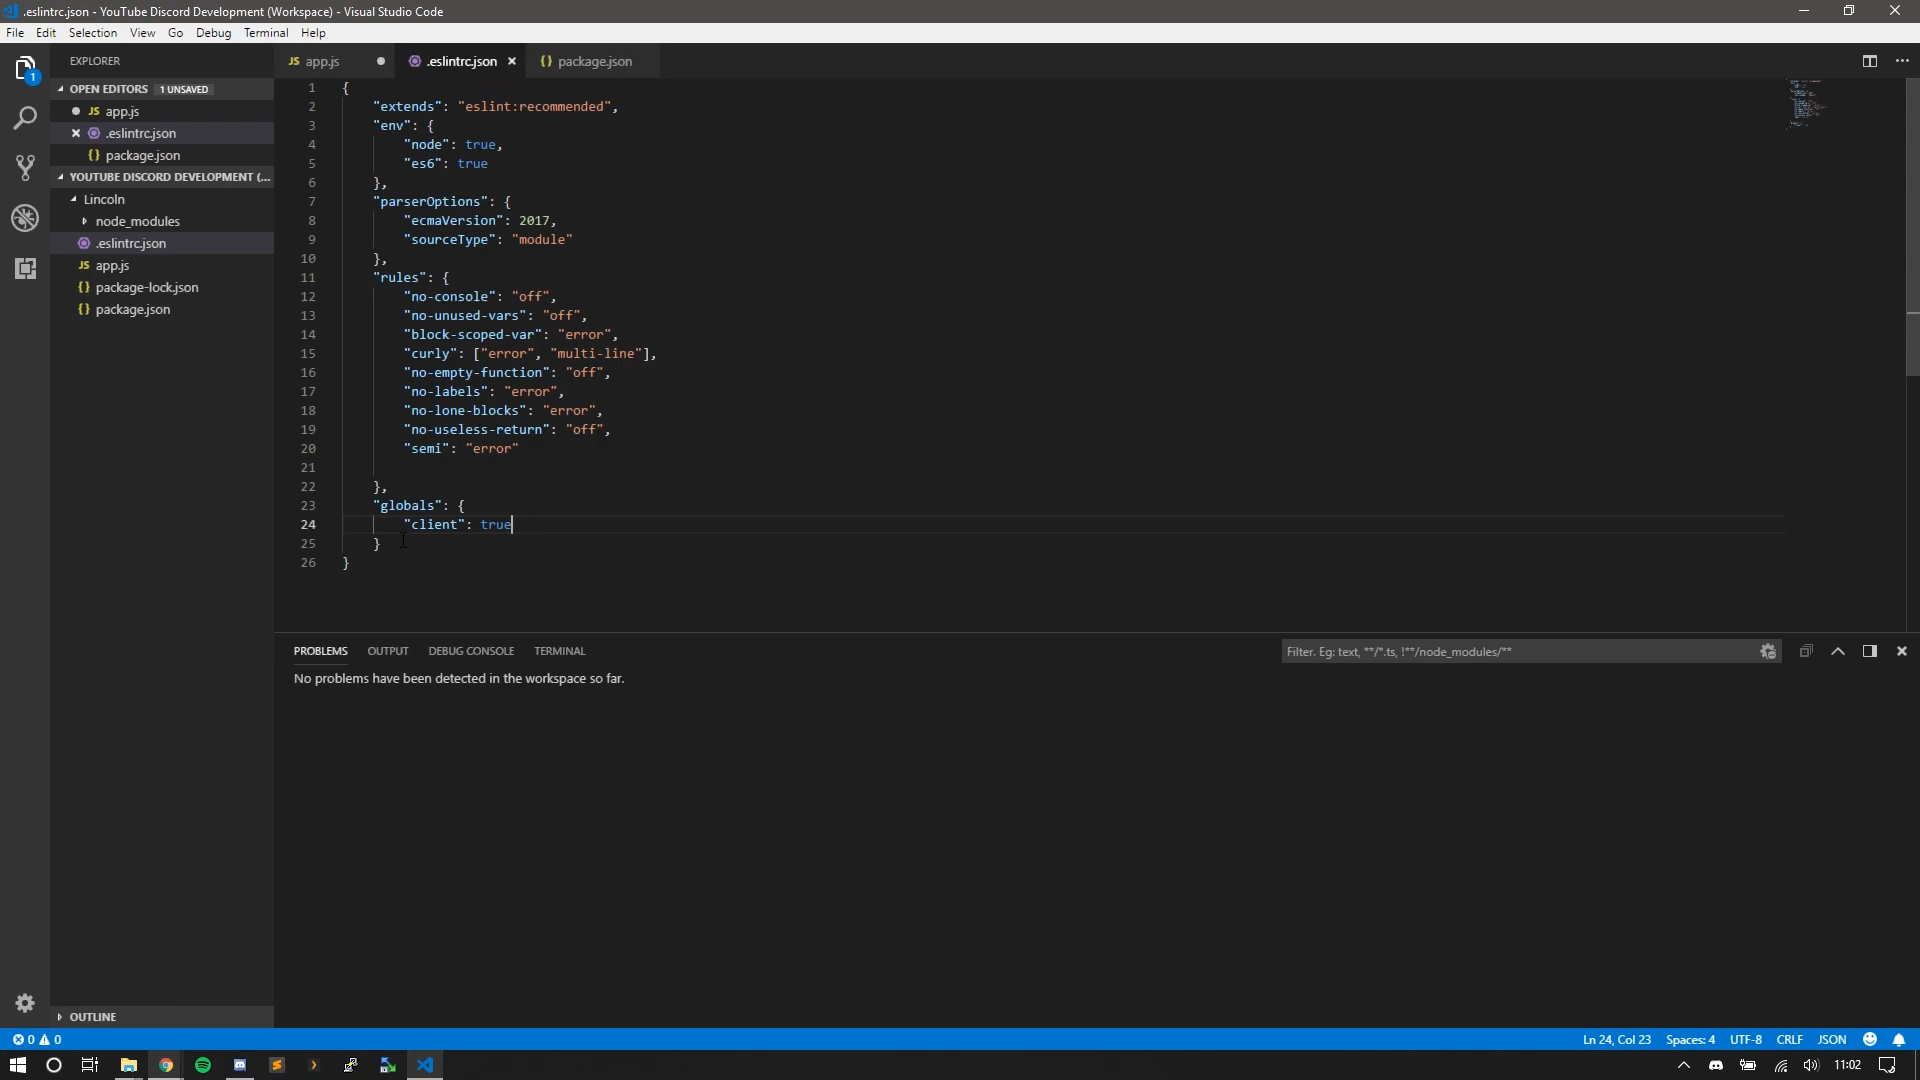 .eslintrc.json - YouTube Discord Development (Workspace) - Visual Studio Code
File Edit Selection View Go Debug Terminal Help
EXPLORER
OPEN EDITORS 1 UNSAVED
JS app.js
.eslintrc.json
{} package.json
YOUTUBE DISCORD DEVELOPMENT (...
Lincoln
node_modules
.eslintrc.json
JS app.js
{} package-lock.json
{} package.json
OUTLINE
1
JS app.js .eslintrc.json {} package.json
1 {
2 "extends": "eslint:recommended",
3 "env": {
4 "node": true,
5 "es6": true
6 },
7 "parserOptions": {
8 "ecmaVersion": 2017,
9 "sourceType": "module"
10 },
11 "rules": {
12 "no-console": "off",
13 "no-unused-vars": "off",
14 "block-scoped-var": "error",
15 "curly": ["error", "multi-line"],
16 "no-empty-function": "off",
17 "no-labels": "error",
18 "no-lone-blocks": "error",
19 "no-useless-return": "off",
20 "semi": "error"
21
22 },
23 "globals": {
24 "client": true
25 }
26 }
PROBLEMS OUTPUT DEBUG CONSOLE TERMINAL
Filter. Eg: text, **/*.ts, !**/node_modules/**
No problems have been detected in the workspace so far.
0 0
Ln 24, Col 23 Spaces: 4 UTF-8 CRLF JSON
11:02